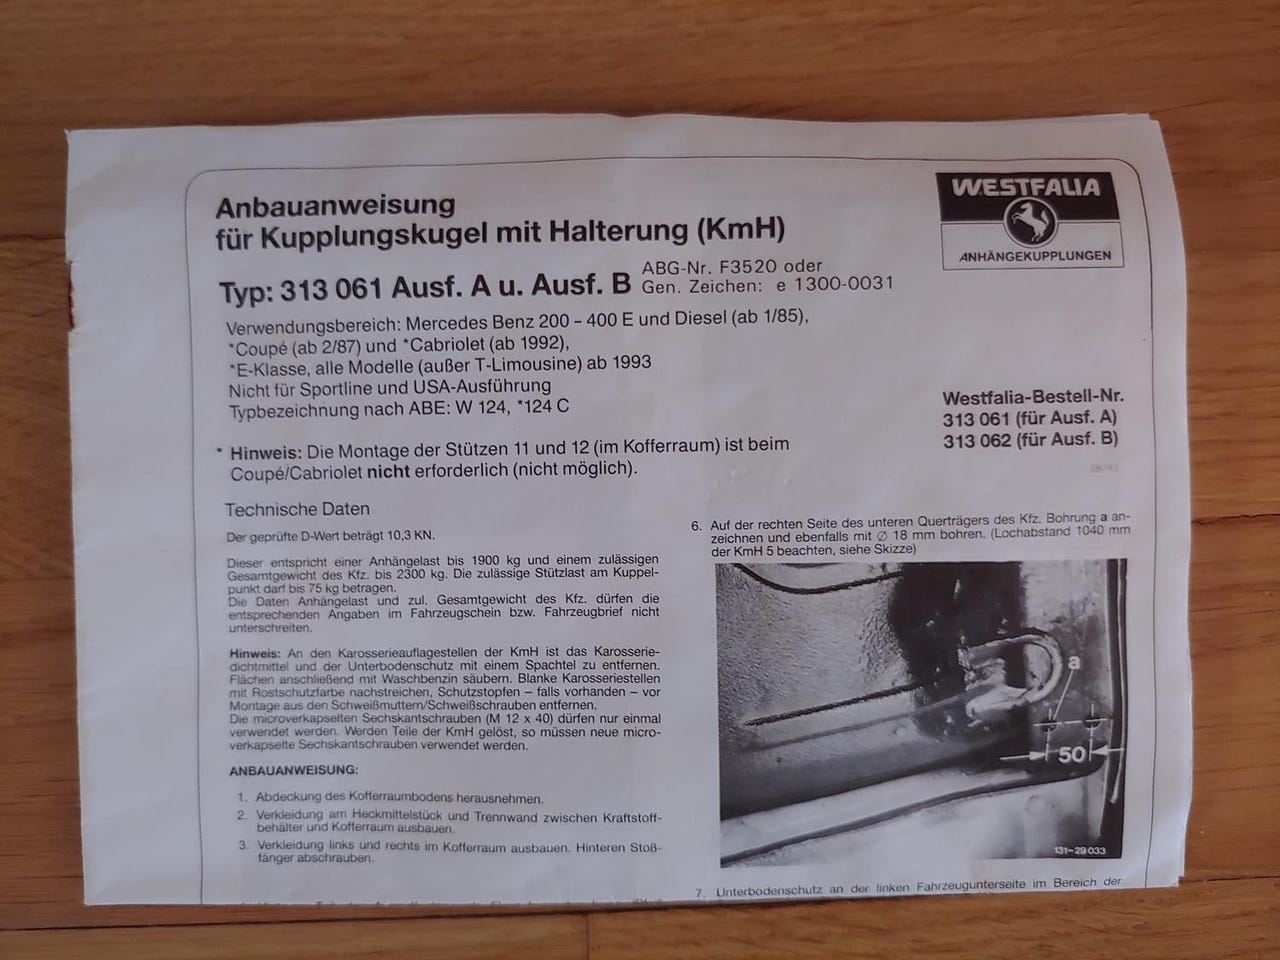 Anbauanweisung
für Kupplungskugel mit Halterung (KmH)
Typ: 313 061 Ausf. A u. Ausf. B
ABG-Nr. F3520 oder
Gen. Zeichen: e 1300-0031
WESTFALIA
ANHÄNGEKUPPLUNGEN
Verwendungsbereich: Mercedes Benz 200 – 400 E und Diesel (ab 1/85),
*Coupé (ab 2/87) und *Cabriolet (ab 1992),
*E-Klasse, alle Modelle (außer T-Limousine) ab 1993
Nicht für Sportline und USA-Ausführung
Typbezeichnung nach ABE: W 124, *124 C
Westfalia-Bestell-Nr.
313 061 (für Ausf. A)
313 062 (für Ausf. B)
* Hinweis: Die Montage der Stützen 11 und 12 (im Kofferraum) ist beim
Coupé/Cabriolet nicht erforderlich (nicht möglich).
Technische Daten
Der geprüfte D-Wert beträgt 10,3 KN.
Dieser entspricht einer Anhängelast bis 1900 kg und einem zulässigen
Gesamtgewicht des Kfz. bis 2300 kg. Die zulässige Stützlast am Kuppel-
punkt darf bis 75 kg betragen.
Die Daten Anhängelast und zul. Gesamtgewicht des Kfz. dürfen die
entsprechenden Angaben im Fahrzeugschein bzw. Fahrzeugbrief nicht
unterschreiten.
Hinweis: An den Karosserieauflagestellen der KmH ist das Karosserie-
dichtmittel und der Unterbodenschutz mit einem Spachtel zu entfernen.
Flächen anschließend mit Waschbenzin säubern. Blanke Karosseriestellen
mit Rostschutzfarbe nachstreichen, Schutzstopfen – falls vorhanden – vor
Montage aus den Schweißmuttern/Schweißschrauben entfernen.
Die microverkapselten Sechskantschrauben (M 12 x 40) dürfen nur einmal
verwendet werden. Werden Teile der KmH gelöst, so müssen neue micro-
verkapselte Sechskantschrauben verwendet werden.
ANBAUANWEISUNG:
1. Abdeckung des Kofferraumbodens herausnehmen.
2. Verkleidung am Heckmittelstück und Trennwand zwischen Kraftstoff-
behälter und Kofferraum ausbauen.
3. Verkleidung links und rechts im Kofferraum ausbauen. Hinteren Stoß-
fänger abschrauben.
6. Auf der rechten Seite des unteren Querträgers des Kfz. Bohrung a an-
zeichnen und ebenfalls mit ∅ 18 mm bohren. (Lochabstand 1040 mm
der KmH 5 beachten, siehe Skizze)
a
50
131-29 033
7. Unterbodenschutz an der linken Fahrzeugunterseite im Bereich der